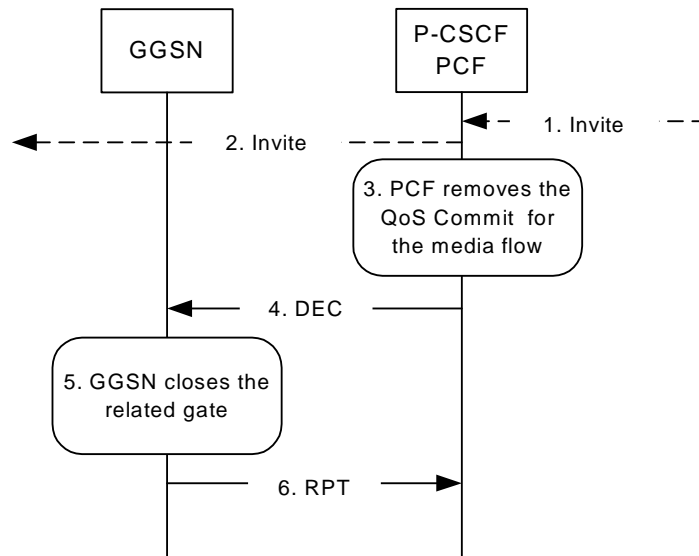 GGSN
P-CSCF
PCF
1. Invite
2. Invite
3. PCF removes the
QoS Commit for
the media flow
4. DEC
5. GGSN closes the
related gate
6. RPT